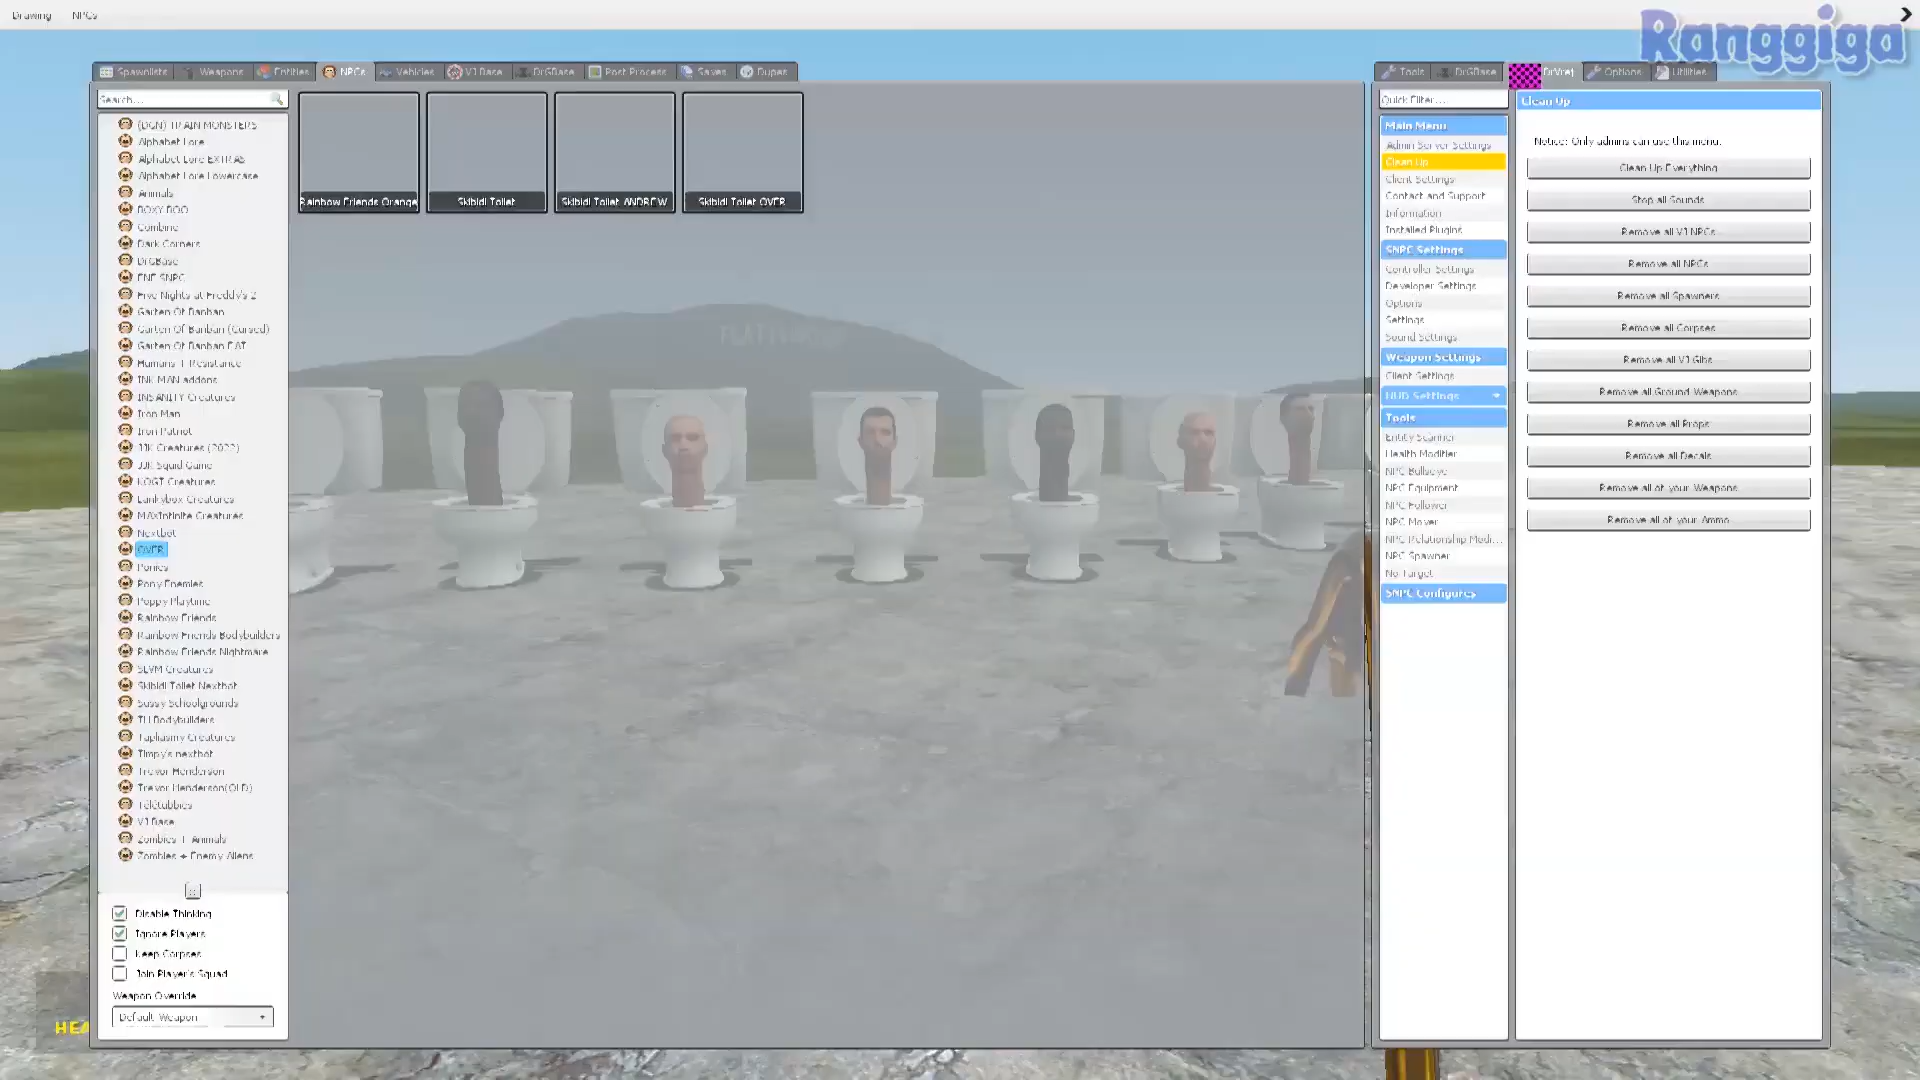 Drawing NPCs
Ranggiga
Spawnlists Weapons Entities NPCs Vehicles VJ Base DrGBase Post Process Saves Dupes
Tools DrGBase DrVrej Options Utilities
Search...
(DGN) TRAIN MONSTERS
Alphabet Lore
Alphabet Lore EXTRAS
Alphabet Lore Lowercase
Animals
BOXY BOO
Combine
Dark Corners
DrGBase
FNF SNPC
Five Nights at Freddy's 2
Garten Of Banban
Garten Of Banban (Cursed)
Garten Of Banban FAT
Humans + Resistance
INK MAN addons
INSANITY Creatures
Iron Man
Iron Patriot
JJK Creatures (2022)
JJK Squid Game
KOGT Creatures
Lankybox Creatures
MAXInfinite Creatures
Nextbot
OVER
Ponies
Pony Enemies
Poppy Playtime
Rainbow Friends
Rainbow Friends Bodybuilders
Rainbow Friends Nightmare
SLVM Creatures
Skibidi Toilet Nextbot
Sussy Schoolgrounds
Tapliasmy Creatures
Timpy's nextbot
Trevor Henderson
Trevor Henderson(OLD)
Teletubbies
VJ Base
Zombies + Animals
Zombies + Enemy Aliens
Disable Thinking
Ignore Players
Keep Corpses
Join Player's Squad
Weapon Override
Default Weapon
Rainbow Friends Orange
Skibidi Toilet
Skibidi Toilet ANDREW
Skibidi Toilet OVER
Quick Filter...
Main Menu
Admin Server Settings
Clean Up
Client Settings
Contact and Support
Information
Installed Plugins
SNPC Settings
Controller Settings
Developer Settings
Options
Settings
Sound Settings
Weapon Settings
Client Settings
HUD Settings
Tools
Entity Scanner
Health Modifier
NPC Bullseye
NPC Equipment
NPC Follower
NPC Mover
NPC Relationship Modi...
NPC Spawner
No Target
SNPC Configures
Clean Up
Notice: Only admins can use this menu.
Clean Up Everything
Stop all Sounds
Remove all VJ NPCs
Remove all NPCs
Remove all Spawners
Remove all Corpses
Remove all VJ Gibs
Remove all Ground Weapons
Remove all Props
Remove all Decals
Remove all of your Weapons
Remove all of your Ammo
HEA